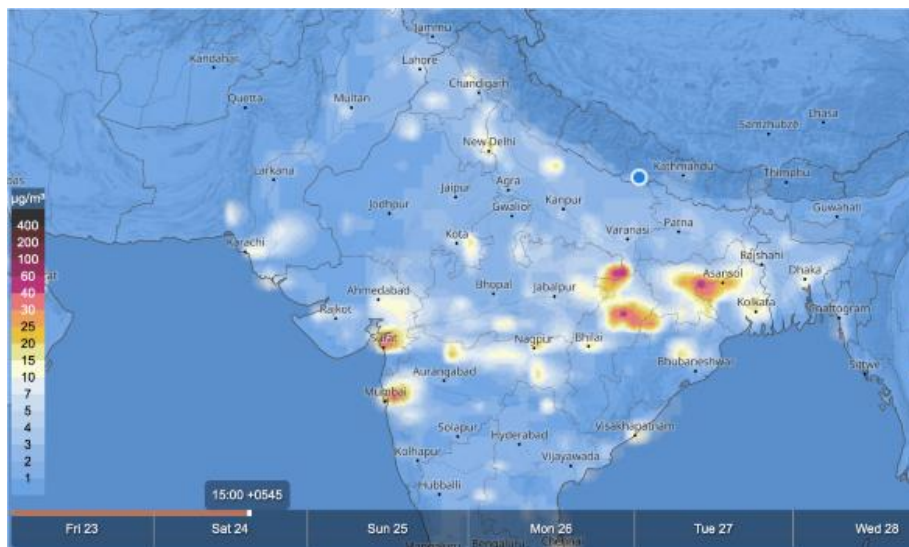 Jammu
Kandahar
Lahore
Chandigarh
Quetta
Multan
Lhasa
Samzhubzê
New Delhi
Larkana
Kathmandu
Thimphu
Agra
Jaipur
Jodhpur
Gwalior
Kanpur
Guwahati
Patna
Varanasi
Kota
Karachi
Rajshahi
Asansol
Dhaka
Ahmedabad
Bhopal
Jabalpur
Rajkot
Kolkata
Chattogram
Surat
Nagpur
Bhilai
Bhubaneshwar
Sittwe
Aurangabad
Mumbai
Solapur
Hyderabad
Visakhapatnam
Kolhapur
Vijayawada
Hubballi
Bengaluru
Chennai
µg/m³
400
200
100
60
40
30
25
20
15
10
7
5
4
3
2
1
15:00 +0545
Fri 23
Sat 24
Sun 25
Mon 26
Tue 27
Wed 28